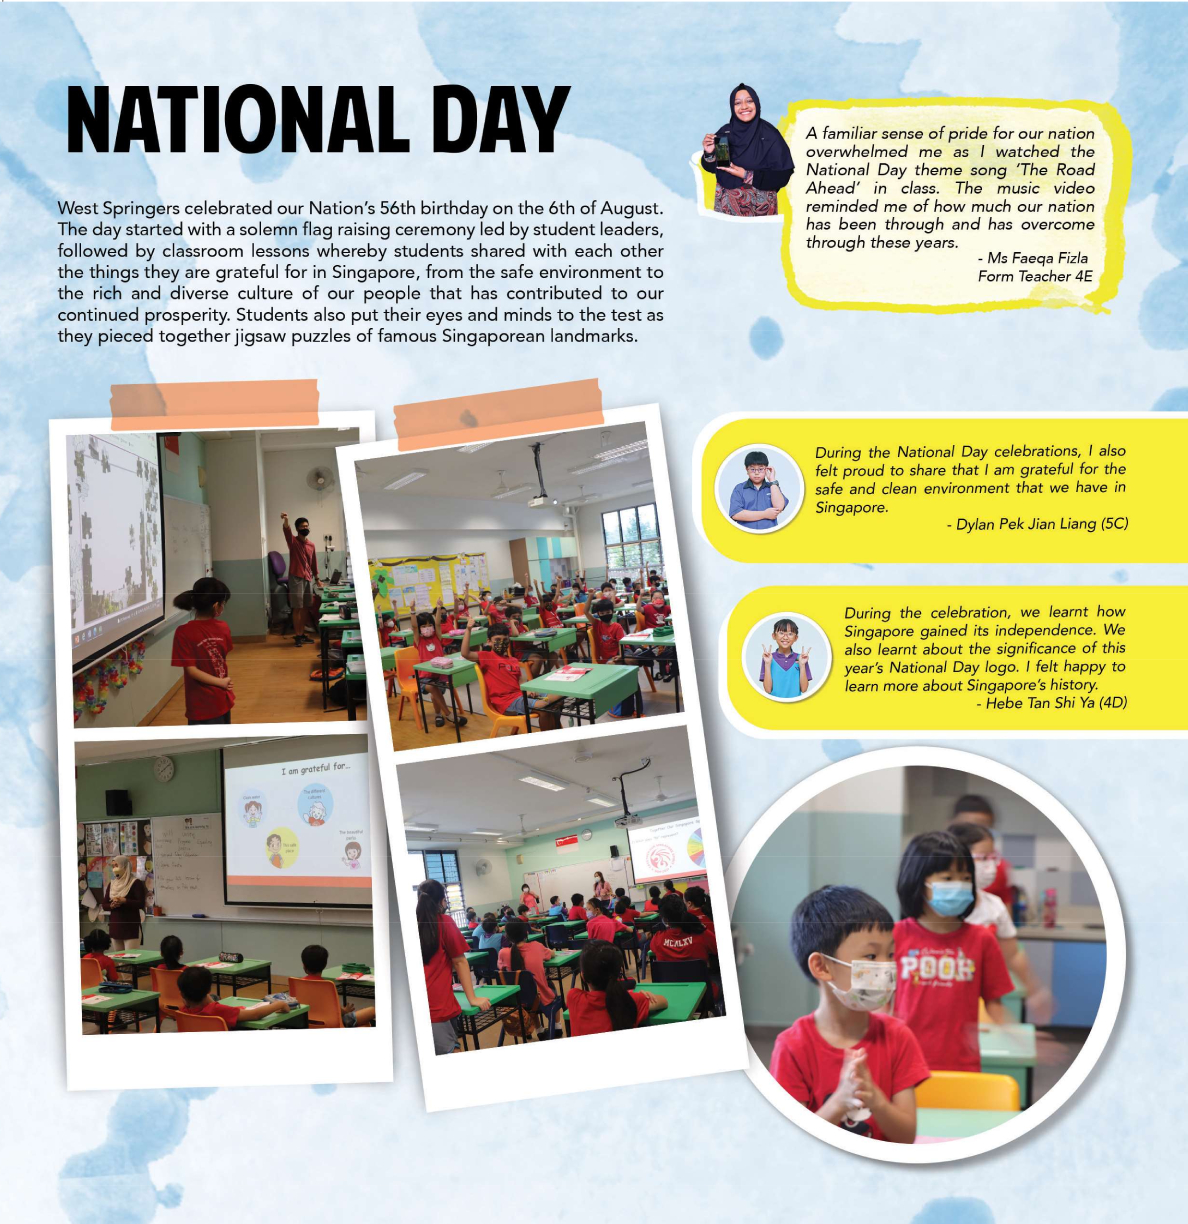 NATIONAL DAY
West Springers celebrated our Nation's 56th birthday on the 6th of August.
The day started with a solemn flag raising ceremony led by student leaders,
followed by classroom lessons whereby students shared with each other
the things they are grateful for in Singapore, from the safe environment to
the rich and diverse culture of our people that has contributed to our
continued prosperity. Students also put their eyes and minds to the test as
they pieced together jigsaw puzzles of famous Singaporean landmarks.
A familiar sense of pride for our nation
overwhelmed me as I watched the
National Day theme song 'The Road
Ahead' in class. The music video
reminded me of how much our nation
has been through and has overcome
through these years.
- Ms Faeqa Fizla
Form Teacher 4E
During the National Day celebrations, I also
felt proud to share that I am grateful for the
safe and clean environment that we have in
Singapore.
- Dylan Pek Jian Liang (5C)
During the celebration, we learnt how
Singapore gained its independence. We
also learnt about the significance of this
year's National Day logo. I felt happy to
learn more about Singapore's history.
- Hebe Tan Shi Ya (4D)
I am grateful for...
MCALXV
POOH